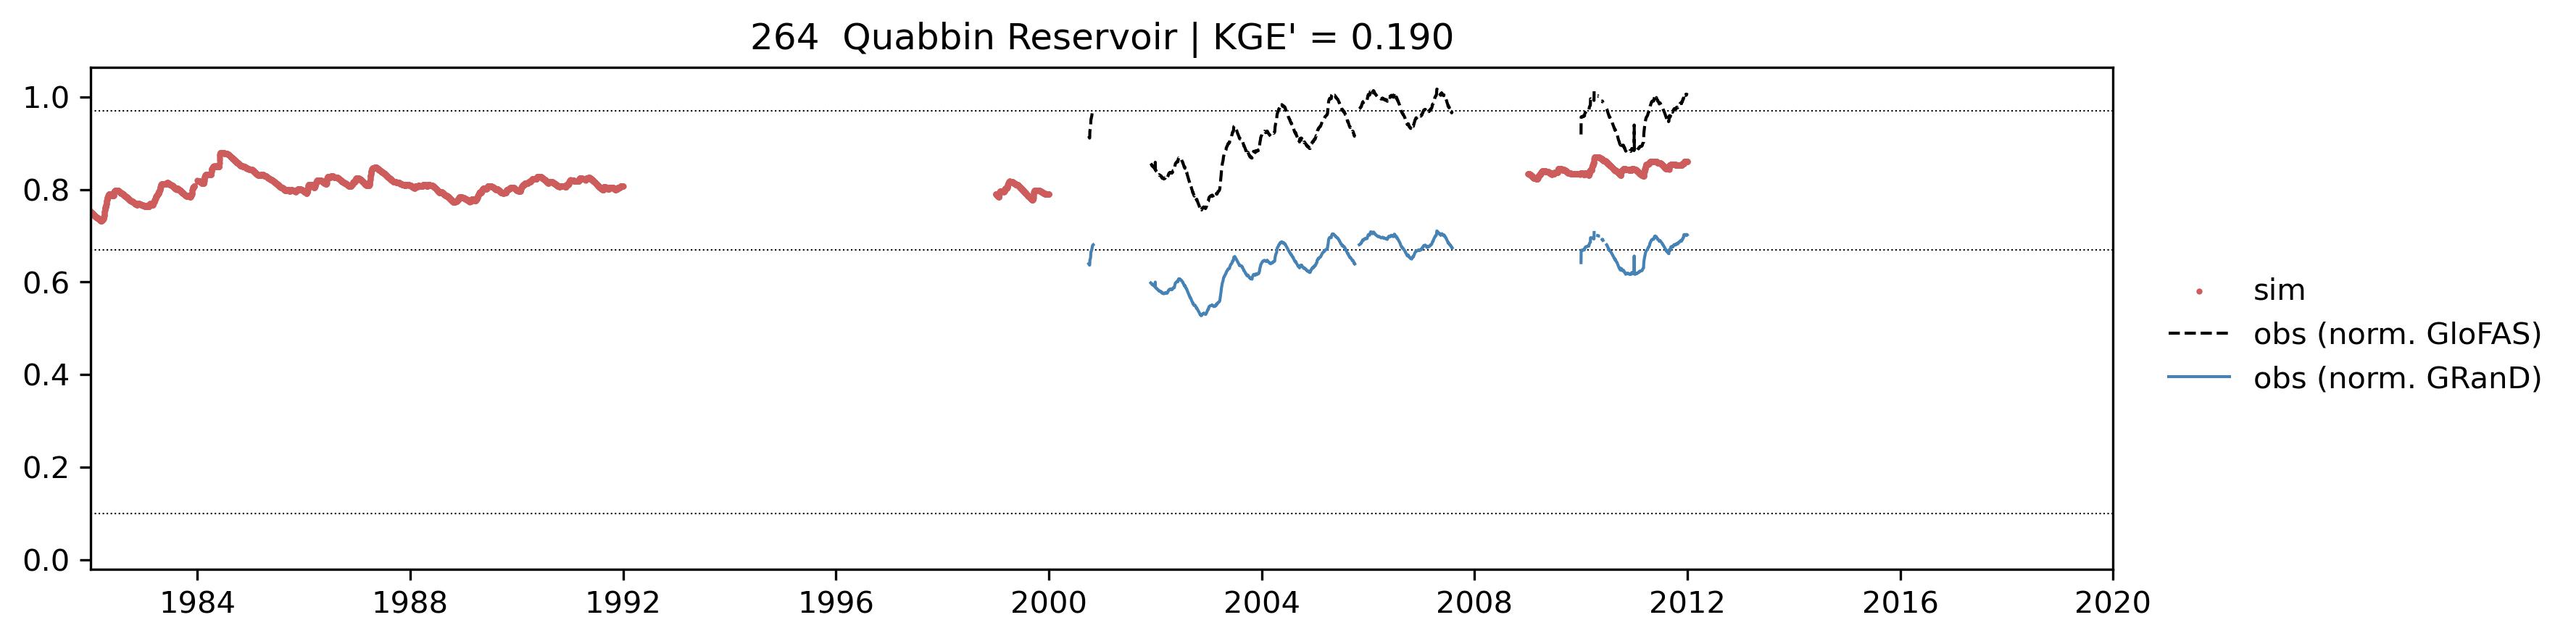 264  Quabbin Reservoir | KGE' = 0.190
1.0
0.8
0.6
0.4
0.2
0.0
1984 1988 1992 1996 2000 2004 2008 2012 2016 2020
sim
obs (norm. GloFAS)
obs (norm. GRanD)